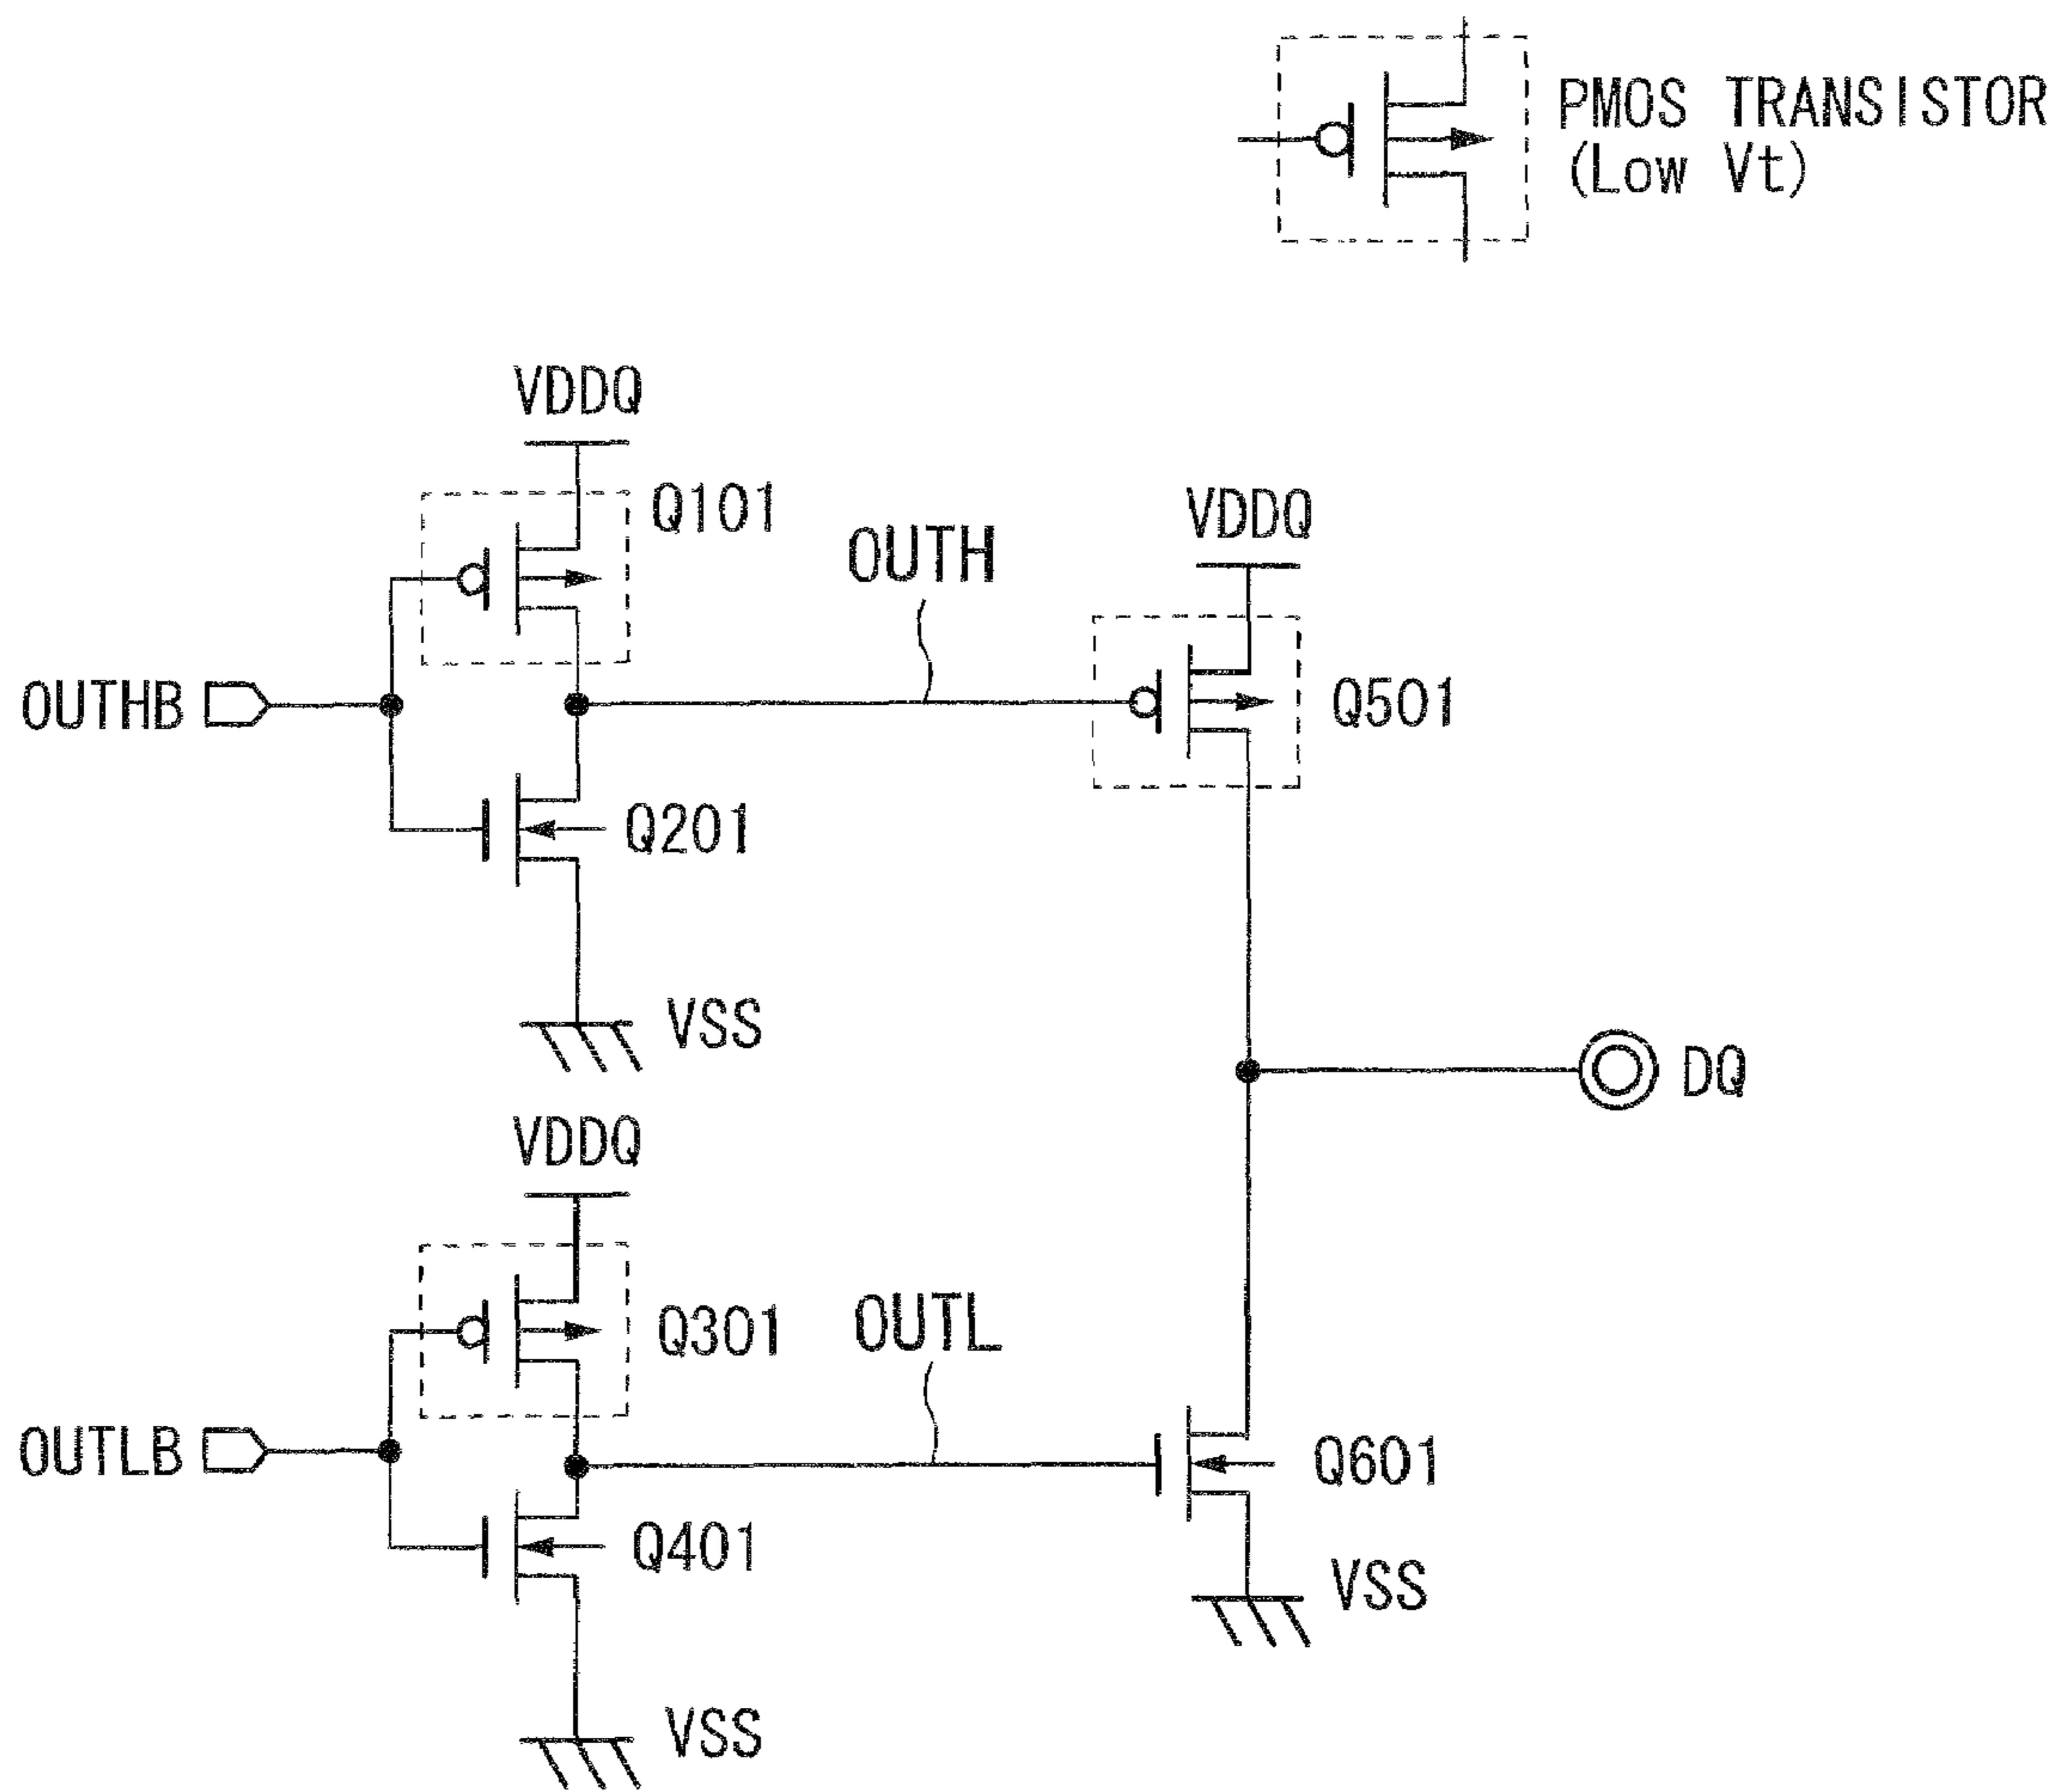 PMOS TRANSISTOR
(Low Vt)
VDDQ
Q101
OUTH
VDDQ
OUTHB
Q501
Q201
VSS
DQ
VDDQ
Q301
OUTL
OUTLB
Q601
Q401
VSS
VSS